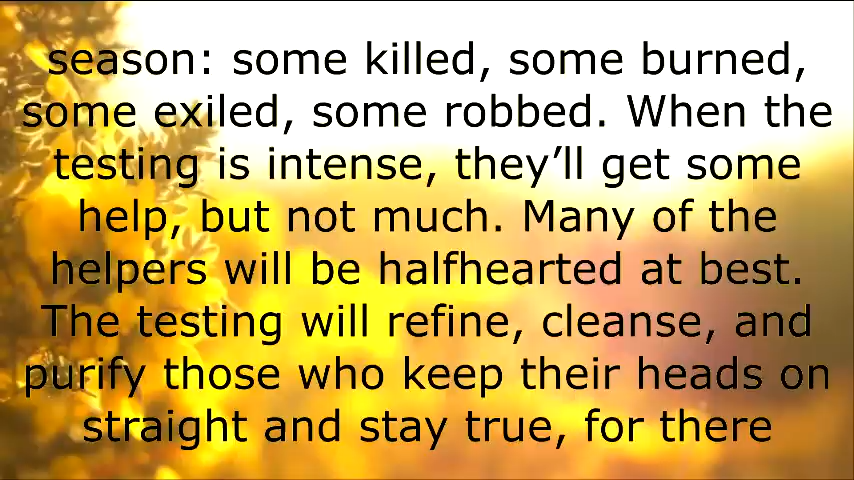 season: some killed, some burned,
some exiled, some robbed. When the
testing is intense, they’ll get some
help, but not much. Many of the
helpers will be halfhearted at best.
The testing will refine, cleanse, and
purify those who keep their heads on
straight and stay true, for there